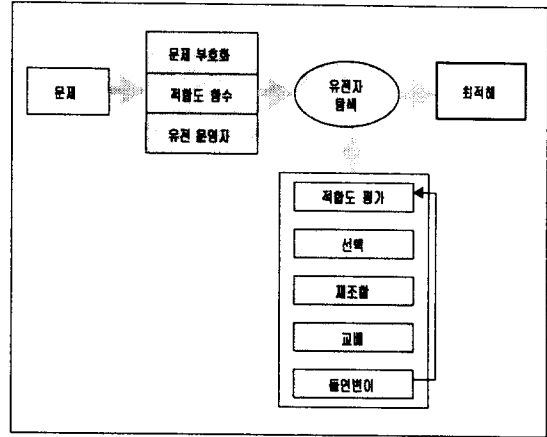 문제
문제 부호화
적합도 함수
유전 운영자
유전자
탐색
최적해
적합도 평가
선택
재조합
교배
돌연변이